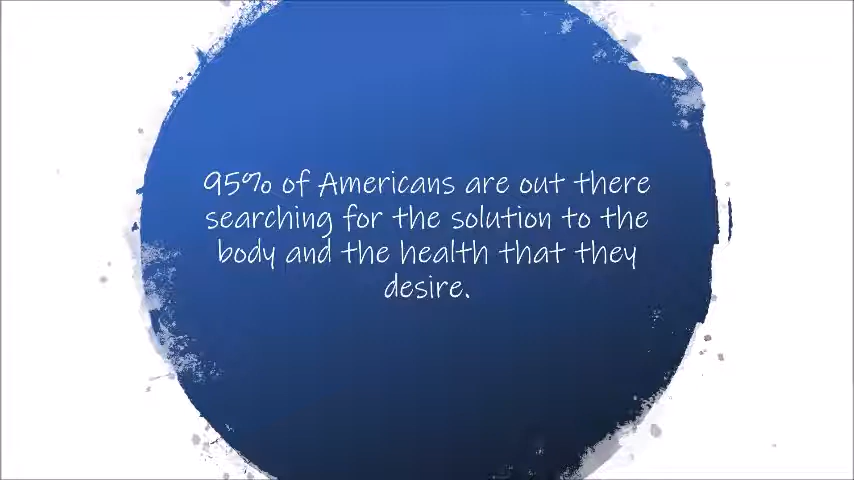 95% of Americans are out there
searching for the solution to the
body and the health that they
desire.